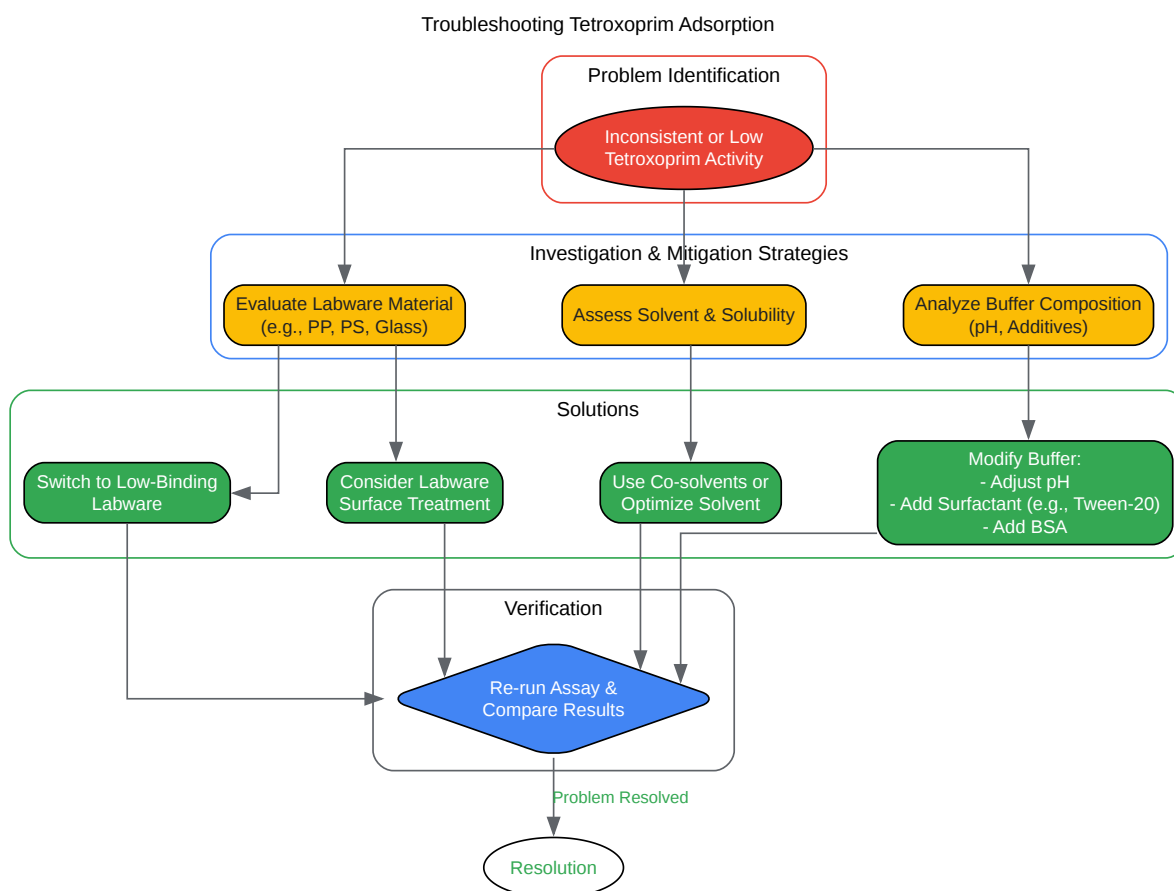 Troubleshooting Tetroxoprim Adsorption
Problem Identification
Inconsistent or Low
Tetroxoprim Activity
Investigation & Mitigation Strategies
Evaluate Labware Material
(e.g., PP, PS, Glass)
Assess Solvent & Solubility
Analyze Buffer Composition
(pH, Additives)
Solutions
Switch to Low-Binding
Labware
Consider Labware
Surface Treatment
Use Co-solvents or
Optimize Solvent
Modify Buffer:
- Adjust pH
- Add Surfactant (e.g., Tween-20)
- Add BSA
Verification
Re-run Assay &
Compare Results
Problem Resolved
Resolution